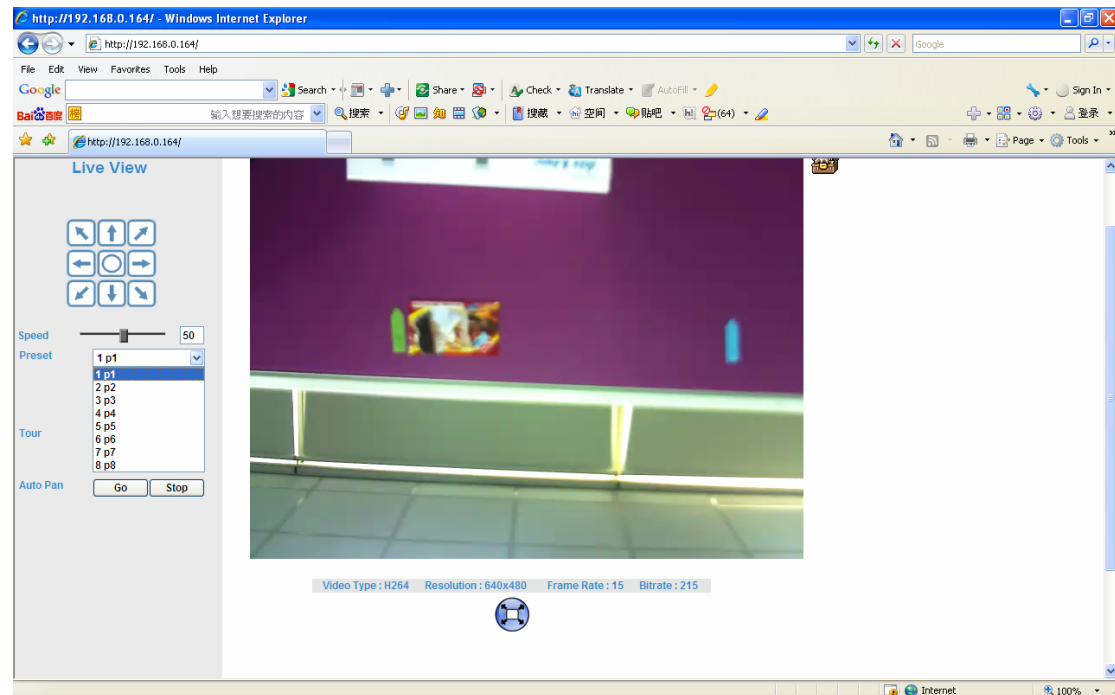 http://192.168.0.164/ - Windows Internet Explorer
http://192.168.0.164/
Google
File Edit View Favorites Tools Help
Google Search Share Check Translate AutoFill Sign In
Bai百度 输入想要搜索的内容 搜索 搜藏 空间 贴吧 (64) 登录
http://192.168.0.164/ Page Tools
Live View
Speed 50
Preset 1 p1
1 p1
2 p2
3 p3
4 p4
5 p5
6 p6
7 p7
8 p8
Tour
Auto Pan Go Stop
Video Type : H264 Resolution : 640x480 Frame Rate : 15 Bitrate : 215
Internet 100%